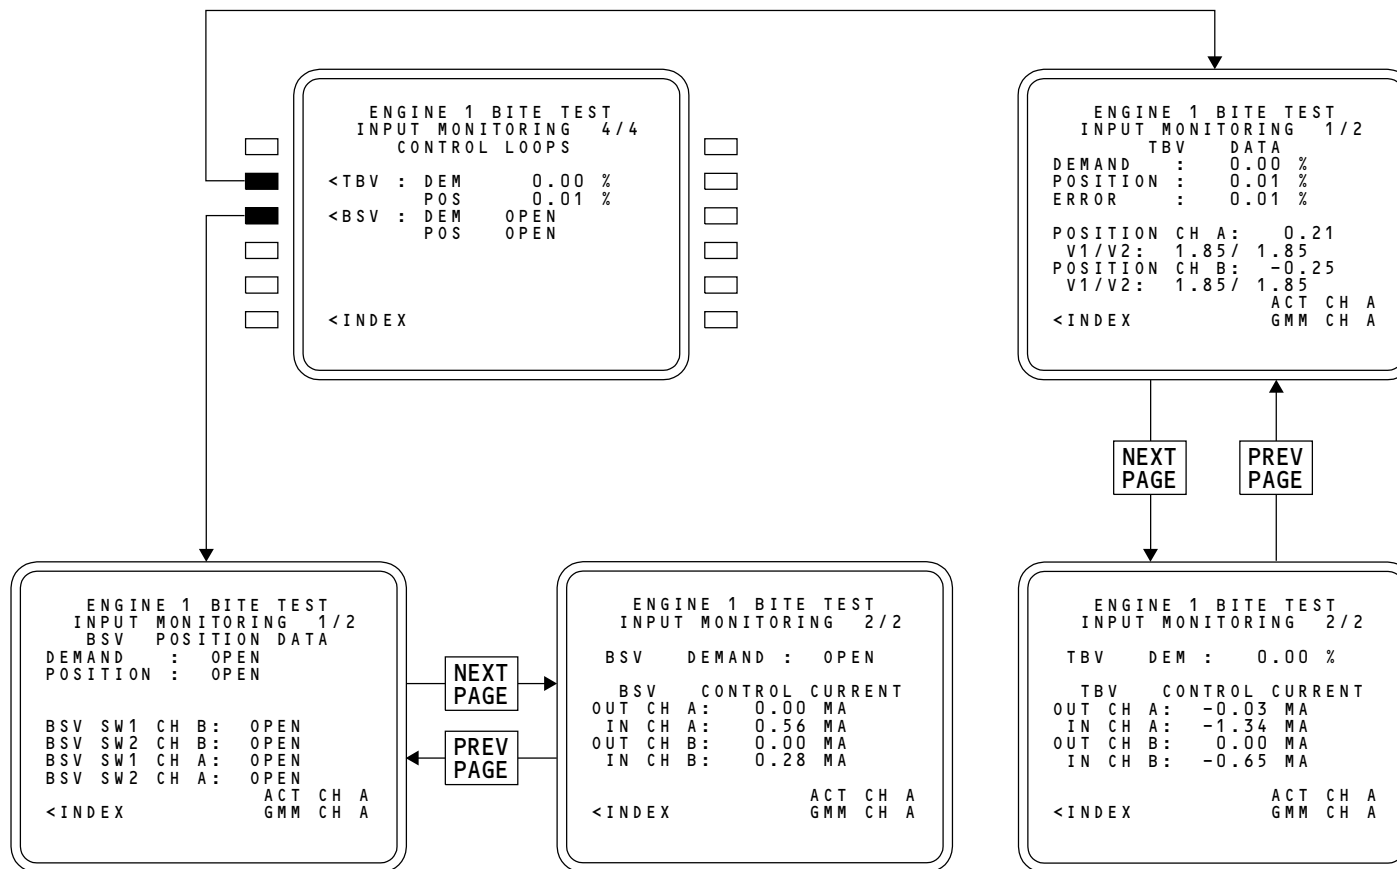 ENGINE 1 BITE TEST
INPUT MONITORING 4/4
CONTROL LOOPS
<TBV : DEM 0.00 %
POS 0.01 %
<BSV : DEM OPEN
POS OPEN
<INDEX
ENGINE 1 BITE TEST
INPUT MONITORING 1/2
TBV DATA
DEMAND : 0.00 %
POSITION : 0.01 %
ERROR : 0.01 %
POSITION CH A: 0.21
V1/V2: 1.85/ 1.85
POSITION CH B: -0.25
V1/V2: 1.85/ 1.85
ACT CH A
<INDEX GMM CH A
NEXT PAGE
PREV PAGE
ENGINE 1 BITE TEST
INPUT MONITORING 1/2
BSV POSITION DATA
DEMAND : OPEN
POSITION : OPEN
BSV SW1 CH B: OPEN
BSV SW2 CH B: OPEN
BSV SW1 CH A: OPEN
BSV SW2 CH A: OPEN
ACT CH A
<INDEX GMM CH A
NEXT PAGE
PREV PAGE
ENGINE 1 BITE TEST
INPUT MONITORING 2/2
BSV DEMAND : OPEN
BSV CONTROL CURRENT
OUT CH A: 0.00 MA
IN CH A: 0.56 MA
OUT CH B: 0.00 MA
IN CH B: 0.28 MA
ACT CH A
<INDEX GMM CH A
ENGINE 1 BITE TEST
INPUT MONITORING 2/2
TBV DEM : 0.00 %
TBV CONTROL CURRENT
OUT CH A: -0.03 MA
IN CH A: -1.34 MA
OUT CH B: 0.00 MA
IN CH B: -0.65 MA
ACT CH A
<INDEX GMM CH A